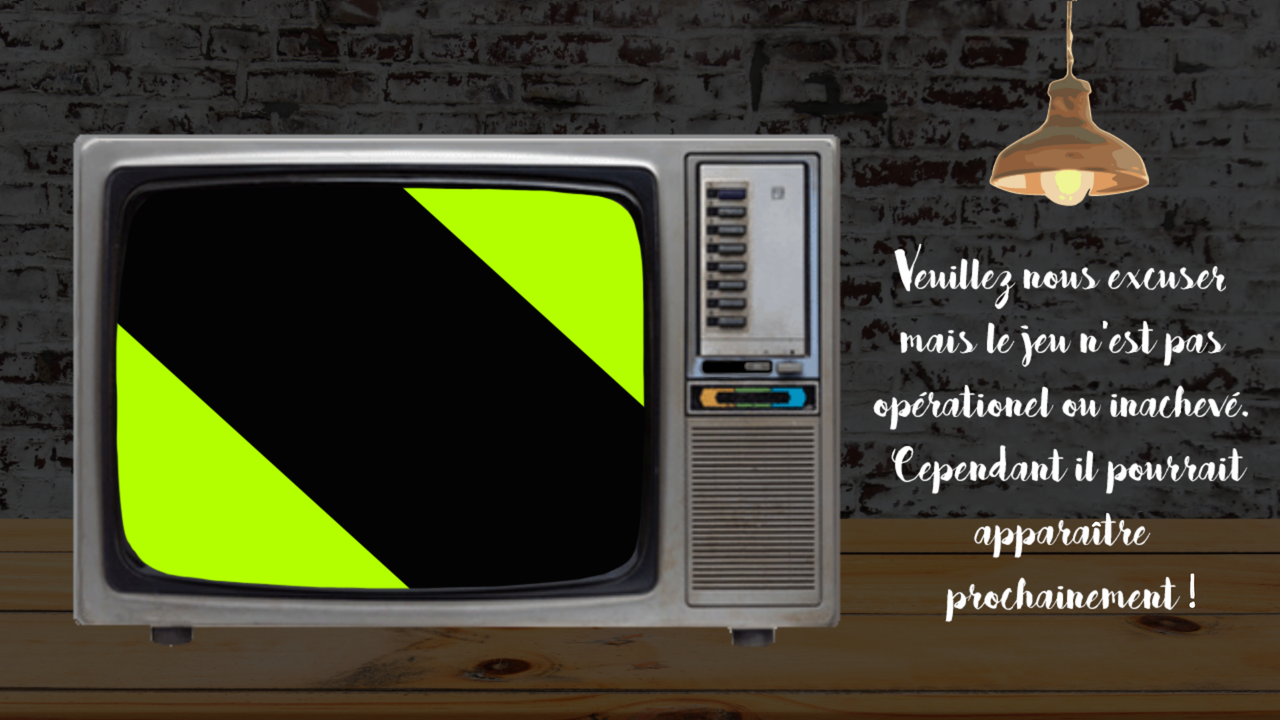 Veuillez nous excuser
mais le jeu n'est pas
opérationel ou inachevé.
Cependant il pourrait
apparaître
prochainement !